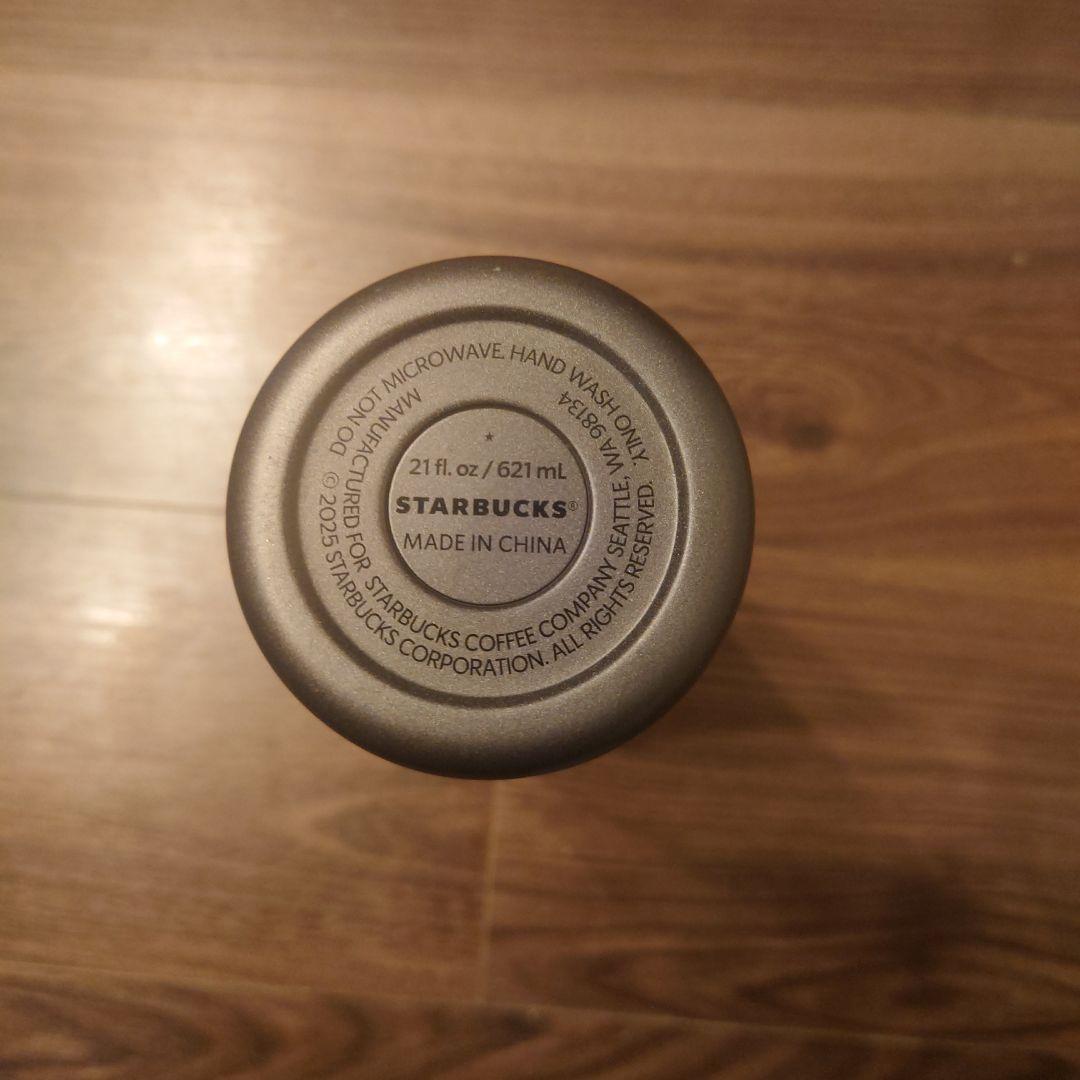 DO NOT MICROWAVE. HAND WASH ONLY.
MANUFACTURED FOR STARBUCKS COFFEE COMPANY SEATTLE, WA 98134
© 2025 STARBUCKS CORPORATION. ALL RIGHTS RESERVED.
21 fl. oz / 621 mL
STARBUCKS®
MADE IN CHINA